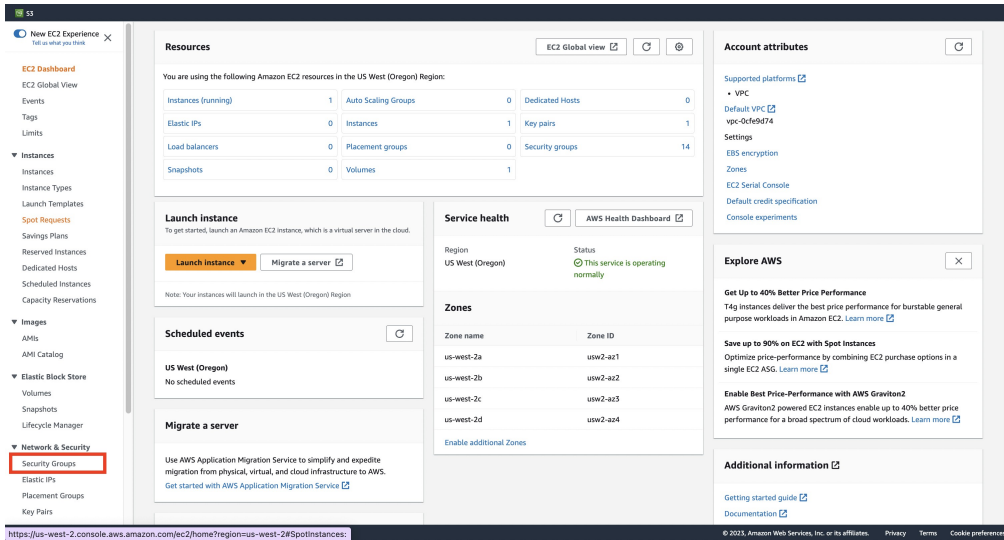 S3
New EC2 Experience
Tell us what you think
EC2 Dashboard
EC2 Global View
Events
Tags
Limits
Instances
Instances
Instance Types
Launch Templates
Spot Requests
Savings Plans
Reserved Instances
Dedicated Hosts
Scheduled Instances
Capacity Reservations
Images
AMIs
AMI Catalog
Elastic Block Store
Volumes
Snapshots
Lifecycle Manager
Network & Security
Security Groups
Elastic IPs
Placement Groups
Key Pairs
Resources
EC2 Global view
You are using the following Amazon EC2 resources in the US West (Oregon) Region:
Instances (running) 1 Auto Scaling Groups 0 Dedicated Hosts 0
Elastic IPs 0 Instances 1 Key pairs 1
Load balancers 0 Placement groups 0 Security groups 14
Snapshots 0 Volumes 1
Launch instance
To get started, launch an Amazon EC2 instance, which is a virtual server in the cloud.
Launch instance Migrate a server
Note: Your instances will launch in the US West (Oregon) Region
Scheduled events
US West (Oregon)
No scheduled events
Migrate a server
Use AWS Application Migration Service to simplify and expedite
migration from physical, virtual, and cloud infrastructure to AWS.
Get started with AWS Application Migration Service
Service health
AWS Health Dashboard
Region Status
US West (Oregon) This service is operating
normally
Zones
Zone name Zone ID
us-west-2a usw2-az1
us-west-2b usw2-az2
us-west-2c usw2-az3
us-west-2d usw2-az4
Enable additional Zones
Account attributes
Supported platforms
• VPC
Default VPC
vpc-0cfe9d74
Settings
EBS encryption
Zones
EC2 Serial Console
Default credit specification
Console experiments
Explore AWS
Get Up to 40% Better Price Performance
T4g instances deliver the best price performance for burstable general
purpose workloads in Amazon EC2. Learn more
Save up to 90% on EC2 with Spot Instances
Optimize price-performance by combining EC2 purchase options in a
single EC2 ASG. Learn more
Enable Best Price-Performance with AWS Graviton2
AWS Graviton2 powered EC2 instances enable up to 40% better price
performance for a broad spectrum of cloud workloads. Learn more
Additional information
Getting started guide
Documentation
https://us-west-2.console.aws.amazon.com/ec2/home?region=us-west-2#SpotInstances:
© 2023, Amazon Web Services, Inc. or its affiliates. Privacy Terms Cookie preferences